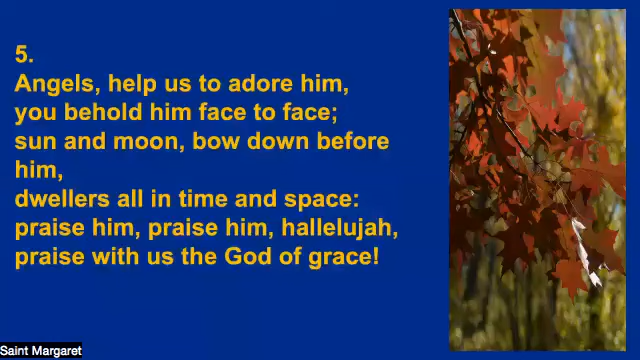 5.
Angels, help us to adore him,
you behold him face to face;
sun and moon, bow down before
him,
dwellers all in time and space:
praise him, praise him, hallelujah,
praise with us the God of grace!
Saint Margaret